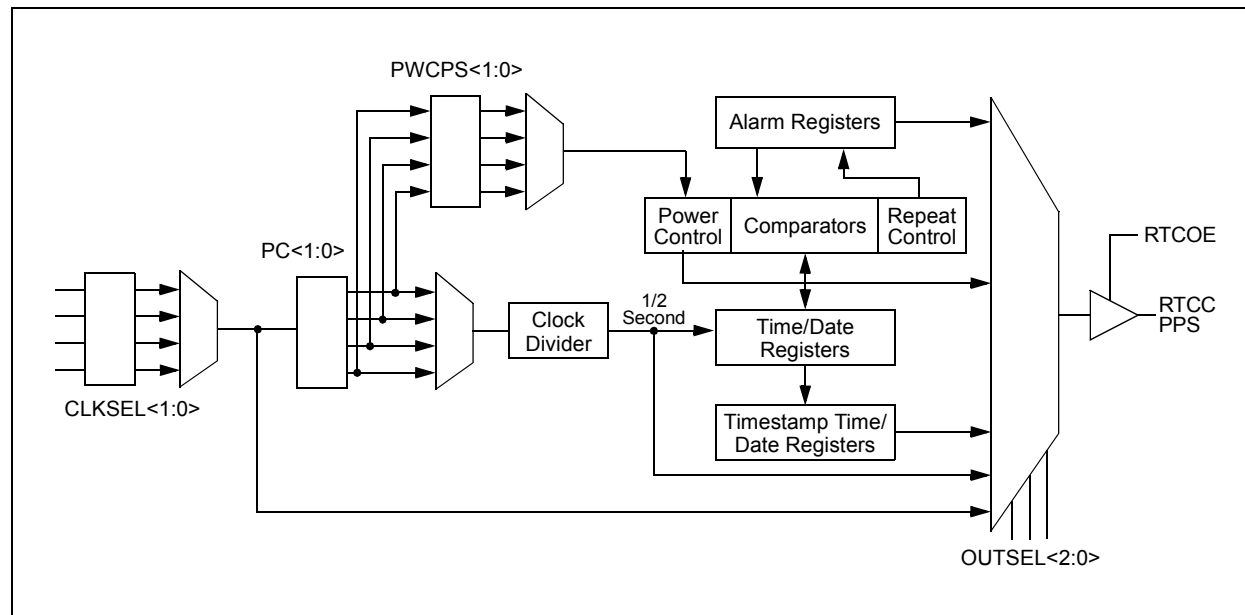 PWCPS<1:0>
Alarm Registers
Power
Control
Comparators
Repeat
Control
PC<1:0>
RTCOE
1/2
Second
Clock
Divider
Time/Date
Registers
RTCC
PPS
CLKSEL<1:0>
Timestamp Time/
Date Registers
OUTSEL<2:0>